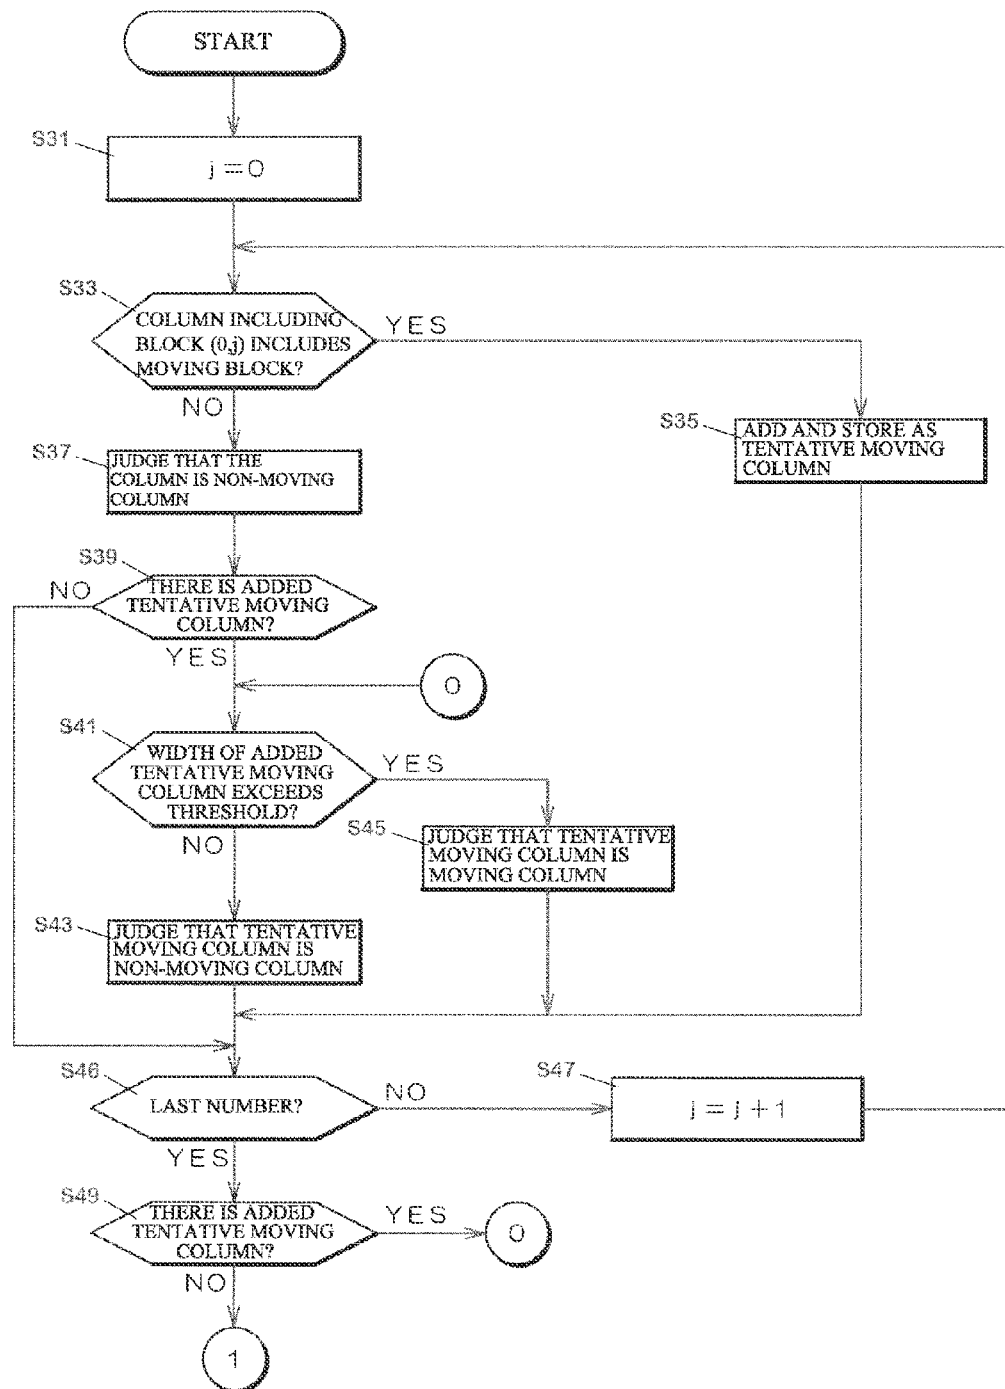 START
S31
j=0
S33
COLUMN INCLUDING
BLOCK (0,j) INCLUDES
MOVING BLOCK?
YES
NO
S35
ADD AND STORE AS
TENTATIVE MOVING
COLUMN
S37
JUDGE THAT THE
COLUMN IS NON-MOVING
COLUMN
S39
NO
THERE IS ADDED
TENTATIVE MOVING
COLUMN?
YES
0
S41
WIDTH OF ADDED
TENTATIVE MOVING
COLUMN EXCEEDS
THRESHOLD?
YES
NO
S45
JUDGE THAT TENTATIVE
MOVING COLUMN IS
MOVING COLUMN
S43
JUDGE THAT TENTATIVE
MOVING COLUMN IS
NON-MOVING COLUMN
S46
LAST NUMBER?
NO
S47
j = j + 1
YES
S49
THERE IS ADDED
TENTATIVE MOVING
COLUMN?
YES
0
NO
1